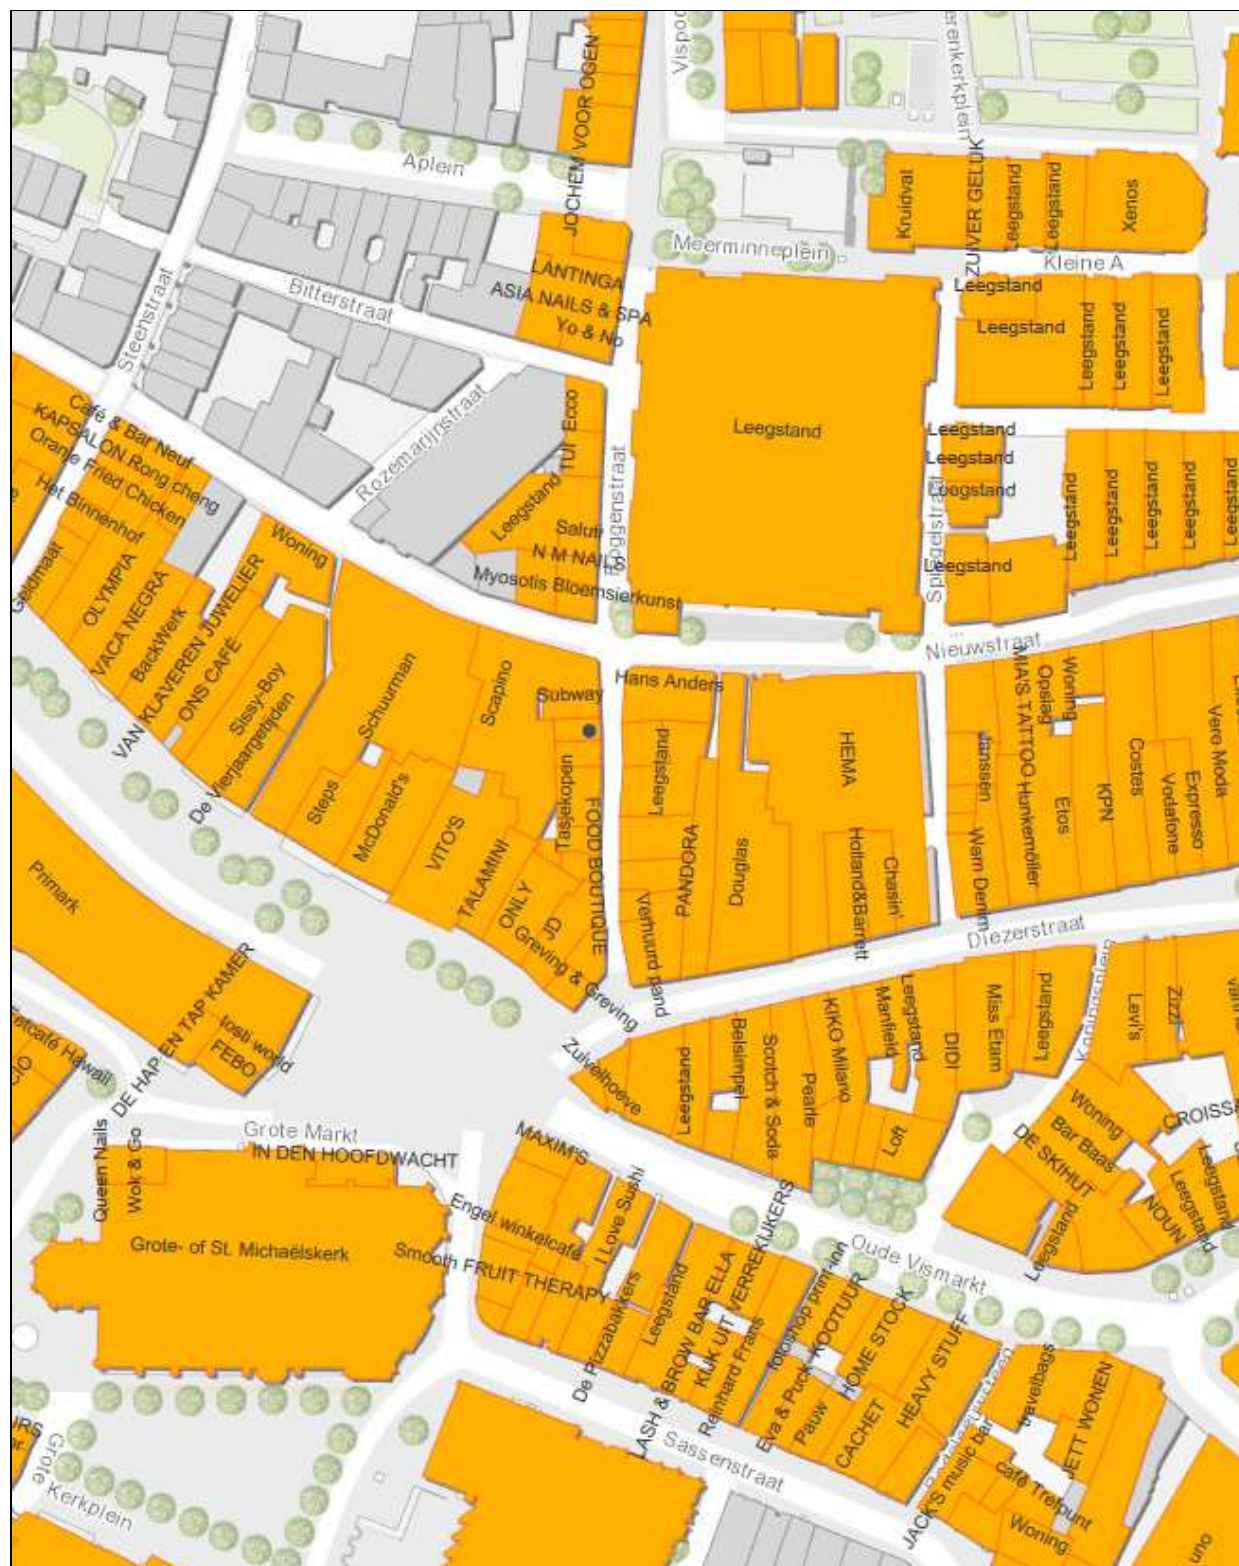 JOCHEM VOOR OGEN
Aplein
Meerminneplein
Kruidvat
ZUIVER GELIJK
Leegstand
Leegstand
Xenos
Kleine A
LANTINGA
ASIA NAILS & SPA
Yo & No
Bitterstraat
Steenstraat
Rozemarijnstraat
Leegstand
Leegstand
Leegstand
Leegstand
Leegstand
Ecco
TUI
Leegstand
Leegstand
Leegstand
Leegstand
Leegstand
Leegstand
Leegstand
Leegstand
Leegstand
Leegstand
Café & Bar Neuf
KAPSALON Rong cheng
Oranje Fried Chicken
Het Binnenhof
Geldmaat
OLYMPIA
VACA NEGRA
BackWerk
VAN KLAVEREN JUWELIER
ONS CAFÉ
Woning
Sissy-Boy
De Vierjaargetijden
Leegstand
Saluti
N M NAILS
Myosotis Bloemsierkunst
Roggenstraat
Spiegelstraat
Nieuwstraat
Schuurman
Scapino
Subway
Hans Anders
Steps
McDonald's
VITO'S
TALAMINI
Tasjekopen
FOOD BOUTIQUE
ONLY
JD
O Greving & Greving
Leegstand
PANDORA
Verhuurd pand
Douglas
HEMA
Holland&Barrett
Chasin'
Janssen
Warn Denim
MIA'S TATTOO
Hunkemöller
Opslag
Woning
Etos
KPN
Costes
Vodafone
Expresso
Vero Moda
Diezerstraat
Primark
DE HAP EN TAP KAMER
tosti world
FEBO
Eetcafé Hawaii
Zuivelhoeve
Leegstand
Belsimpel
Scotch & Soda
Pearle
KIKO Milano
Manfield
Leegstand
DIDI
Miss Etam
Leegstand
Loft
Koningsplein
Levi's
Zizzi
Woning
Bar Baas
DE SKIHUT
Leegstand
NOUN
Leegstand
Leegstand
Grote Markt
IN DEN HOOFDWACHT
Queen Nails
Wok & Go
Grote- of St. Michaëlskerk
MAXIM'S
Engel winkelcafé
I Love Sushi
Smooth FRUIT THERAPY
De Pizzabakkers
Leegstand
LASH & BROW BAR ELLA
KIJK UIT VERREKIJKERS
Reinhard Frans
fotoshop print-inn
KOOTUUR
Eva & Puck
Pauw
HOME STOCK
CACHET
HEAVY STUFF
Oude Vismarkt
Sassenstraat
travelbags
JETT WONEN
JACK'S music bar
café Trefpunt
Woning
Grote
Kerkplein